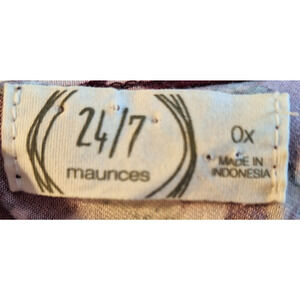 24/7
maurices
0x
MADE IN
INDONESIA